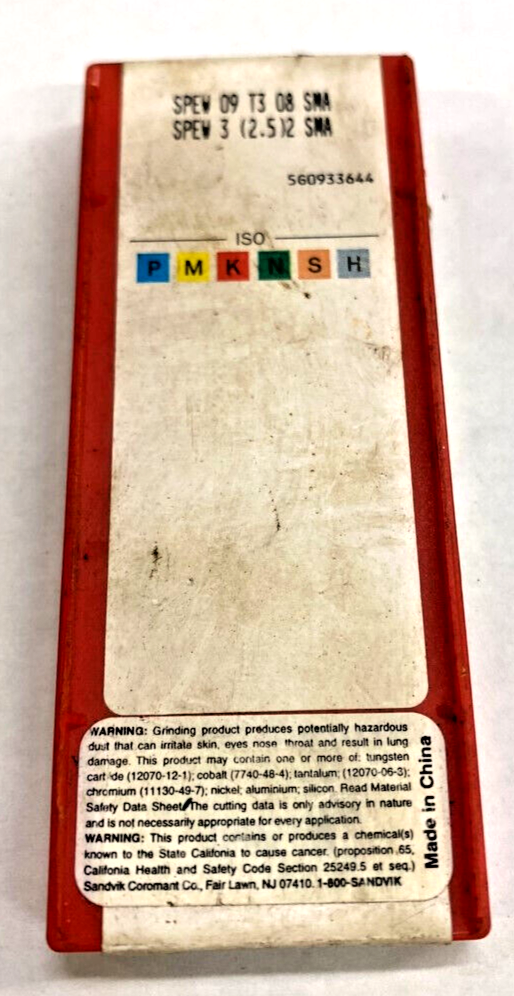 SPEW 09 T3 08 SMA
SPEW 3 (2.5)2 SMA
5G0933644
ISO
P M K N S H
WARNING: Grinding product produces potentially hazardous
dust that can irritate skin, eyes nose throat and result in lung
damage. This product may contain one or more of: tungsten
carbide (12070-12-1); cobalt (7740-48-4); tantalum; (12070-06-3);
chromium (11130-49-7); nickel; aluminium; silicon. Read Material
Safety Data Sheet. The cutting data is only advisory in nature
and is not necessarily appropriate for every application.
WARNING: This product contains or produces a chemical(s)
known to the State Califonia to cause cancer. (proposition 65,
Califonia Health and Safety Code Section 25249.5 et seq.)
Sandvik Coromant Co., Fair Lawn, NJ 07410. 1-800-SANDVIK
Made in China